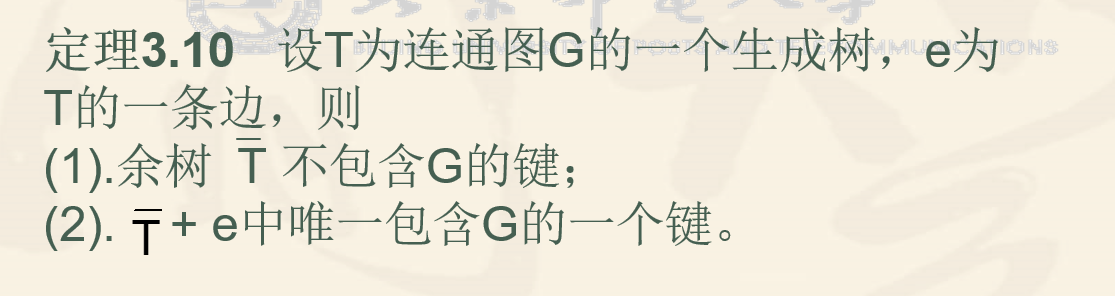 定理3.10 设T为连通图G的一个生成树，e为
T的一条边，则
(1).余树 T̅ 不包含G的键；
(2). T̅ + e中唯一包含G的一个键。